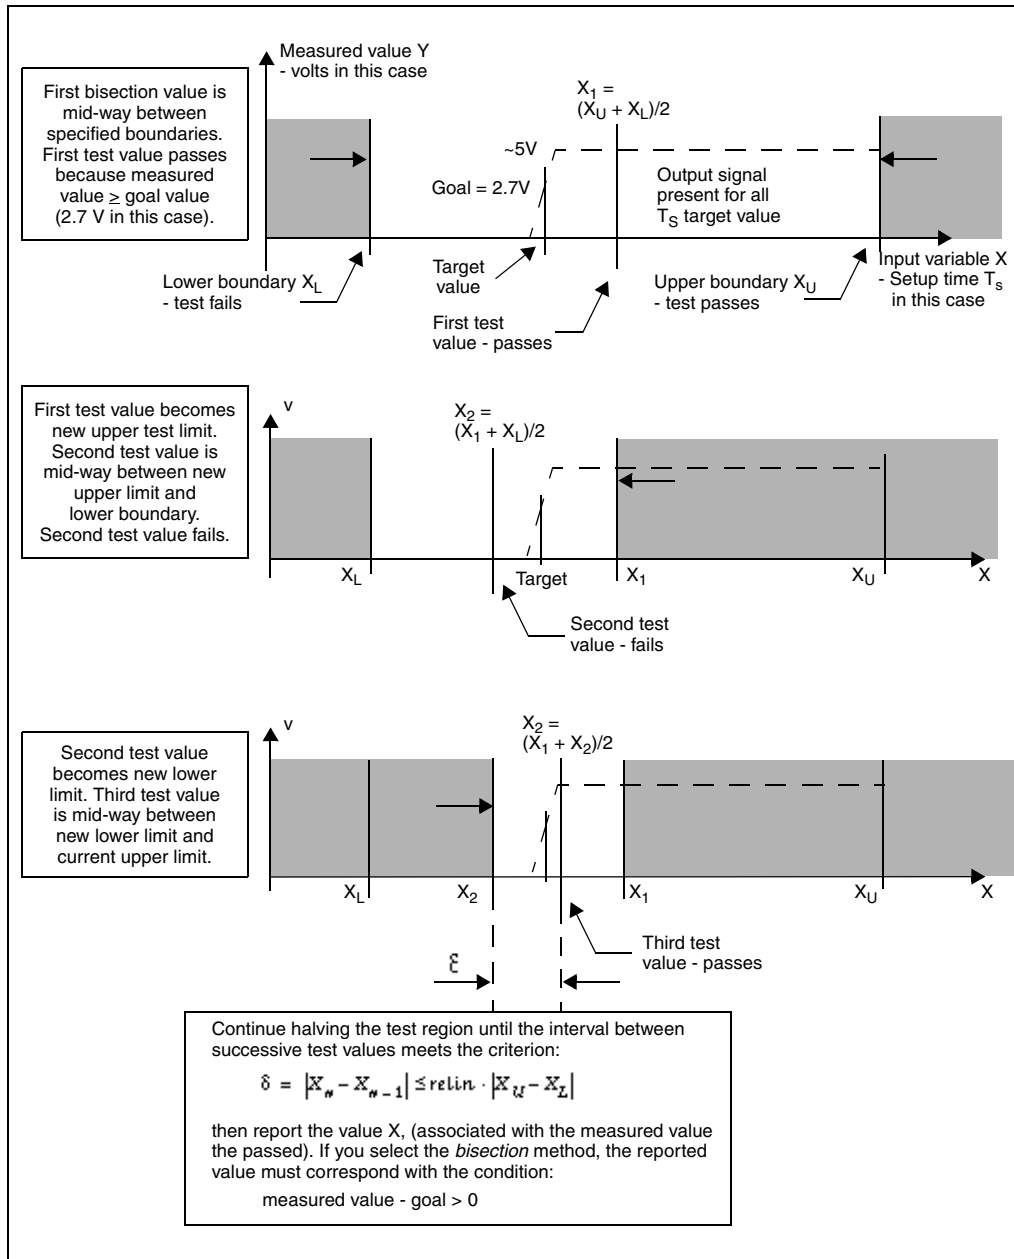 Measured value Y
- volts in this case
First bisection value is
mid-way between
specified boundaries.
First test value passes
because measured
value ≥ goal value
(2.7 V in this case).
X1 =
(XU + XL)/2
~5V
Goal = 2.7V
Output signal
present for all
TS target value
Lower boundary XL
- test fails
Target
value
First test
value - passes
Upper boundary XU
- test passes
Input variable X
- Setup time Ts
in this case
First test value becomes
new upper test limit.
Second test value is
mid-way between new
upper limit and
lower boundary.
Second test value fails.
v
X2 =
(X1 + XL)/2
XL
Target
X1
XU
X
Second test
value - fails
Second test value
becomes new lower
limit. Third test value
is mid-way between
new lower limit and
current upper limit.
v
X2 =
(X1 + X2)/2
XL
X2
X1
XU
X
Third test
value - passes
ε
Continue halving the test region until the interval between
successive test values meets the criterion:
δ = |Xn - Xn-1| ≤ relin · |XU - XL|
then report the value X, (associated with the measured value
the passed). If you select the bisection method, the reported
value must correspond with the condition:
measured value - goal > 0